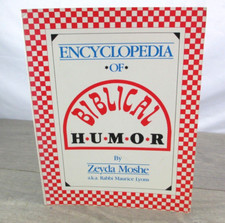 ENCYCLOPEDIA
•OF•
BIBLICAL
H•U•M•O•R
By
Zeyda Moshe
a.k.a. Rabbi Maurice Lyons